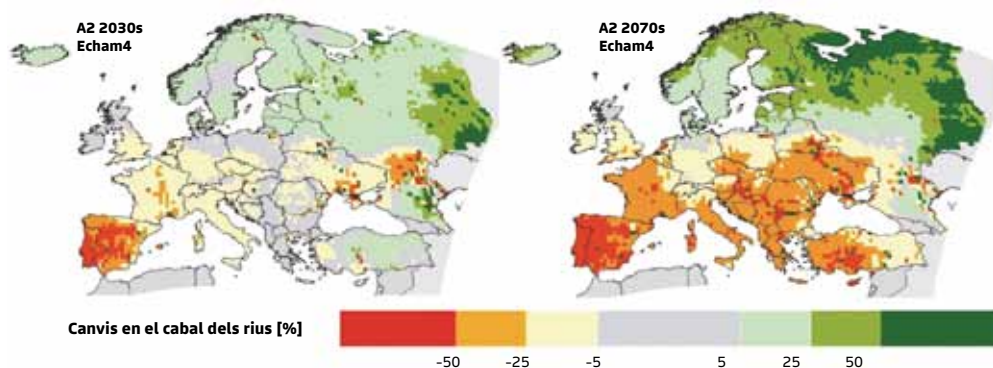 A2 2030s
Echam4
A2 2070s
Echam4
Canvis en el cabal dels rius [%]
-50 -25 -5 5 25 50